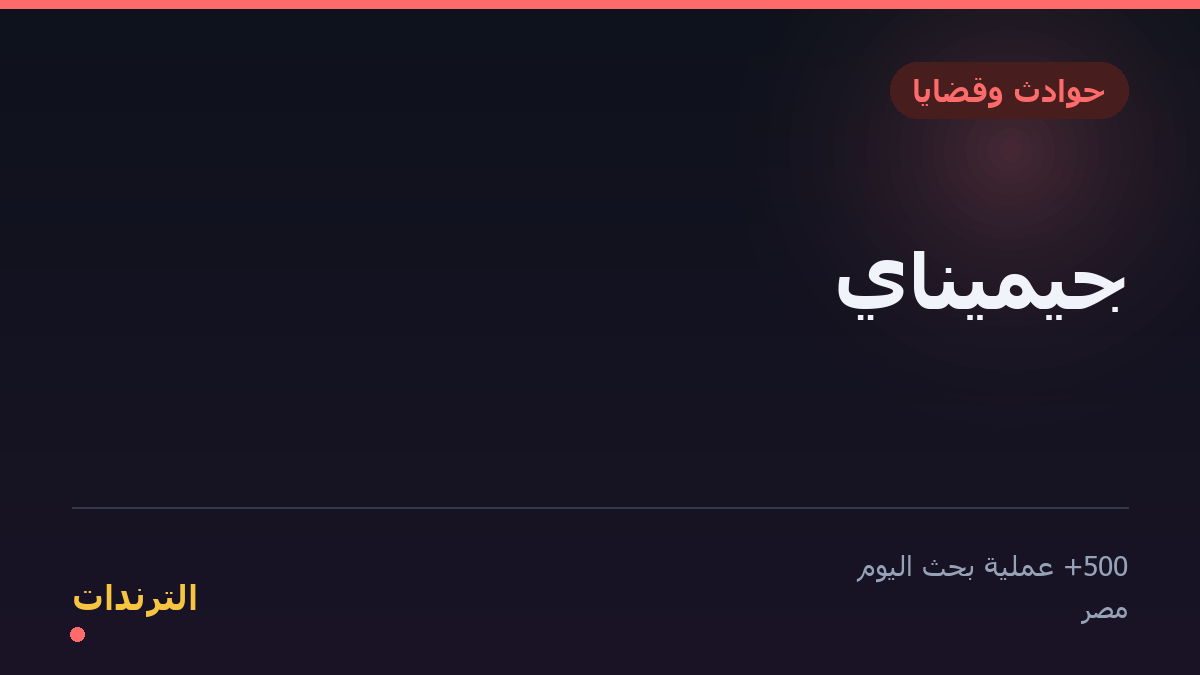 حوادث وقضايا
جيميناي
500+ عملية بحث اليوم
مصر
الترندات